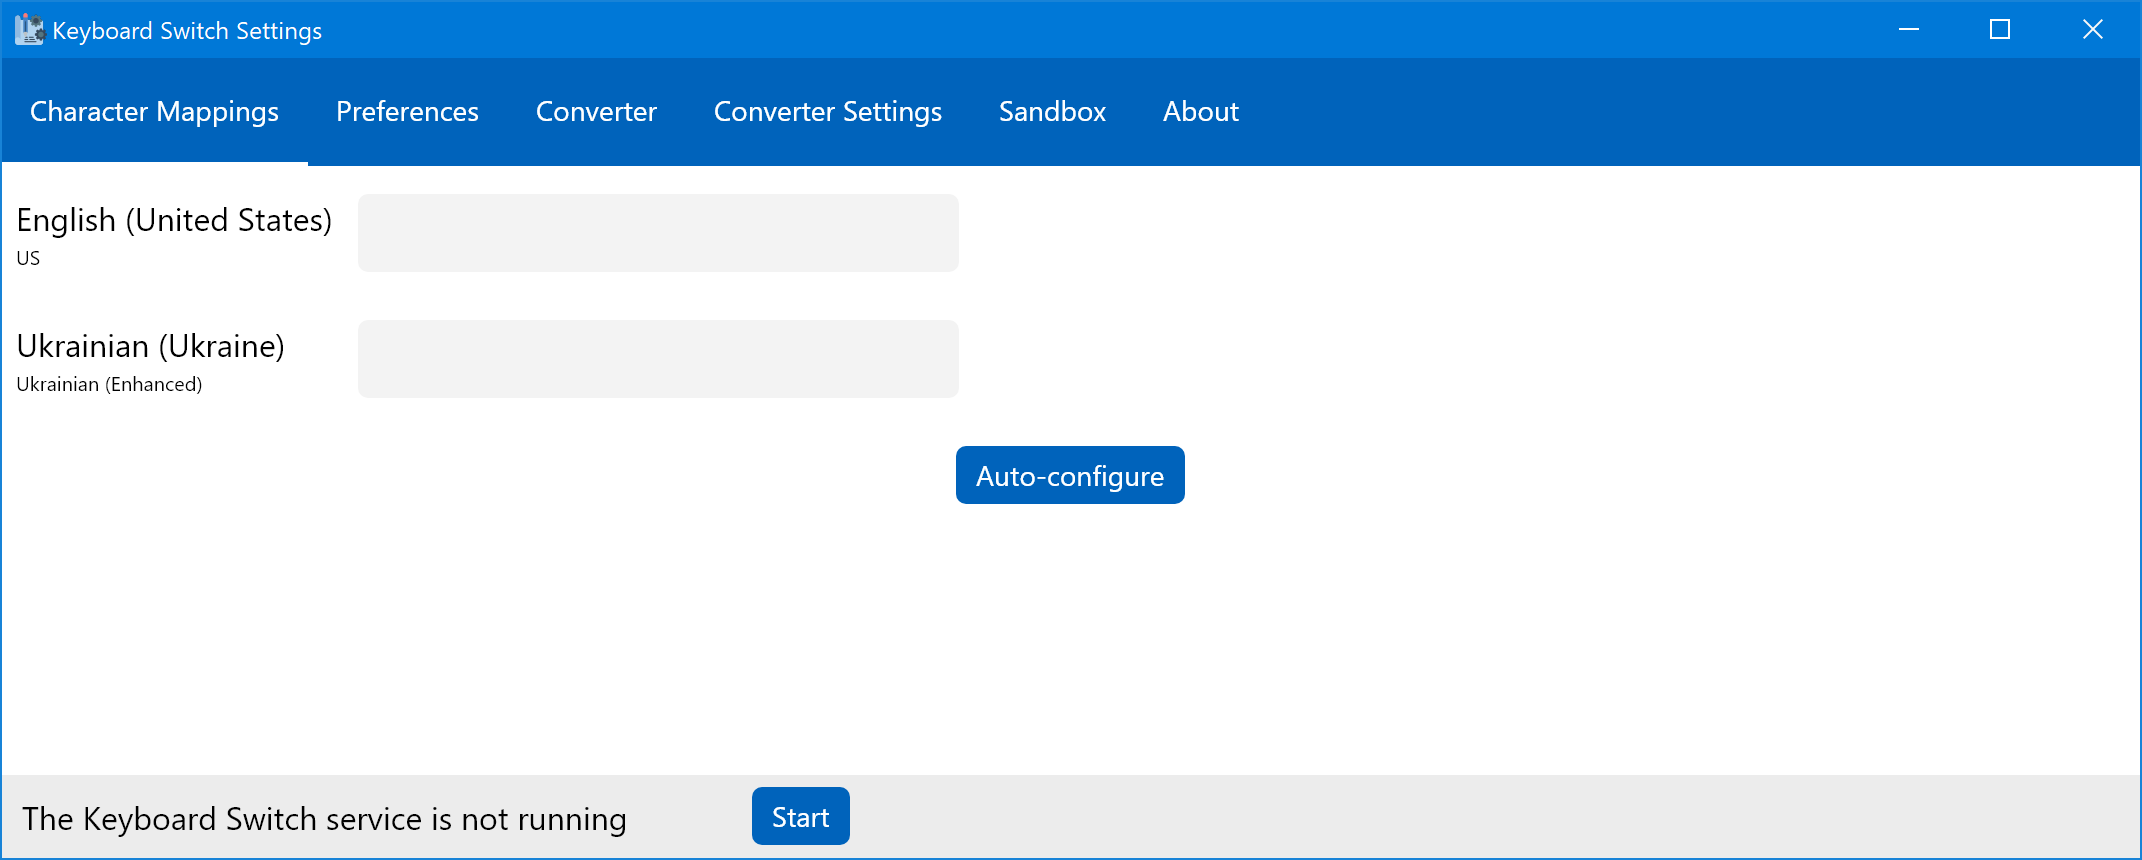 Keyboard Switch Settings
Character Mappings Preferences Converter Converter Settings Sandbox About
English (United States)
US
Ukrainian (Ukraine)
Ukrainian (Enhanced)
Auto-configure
The Keyboard Switch service is not running Start